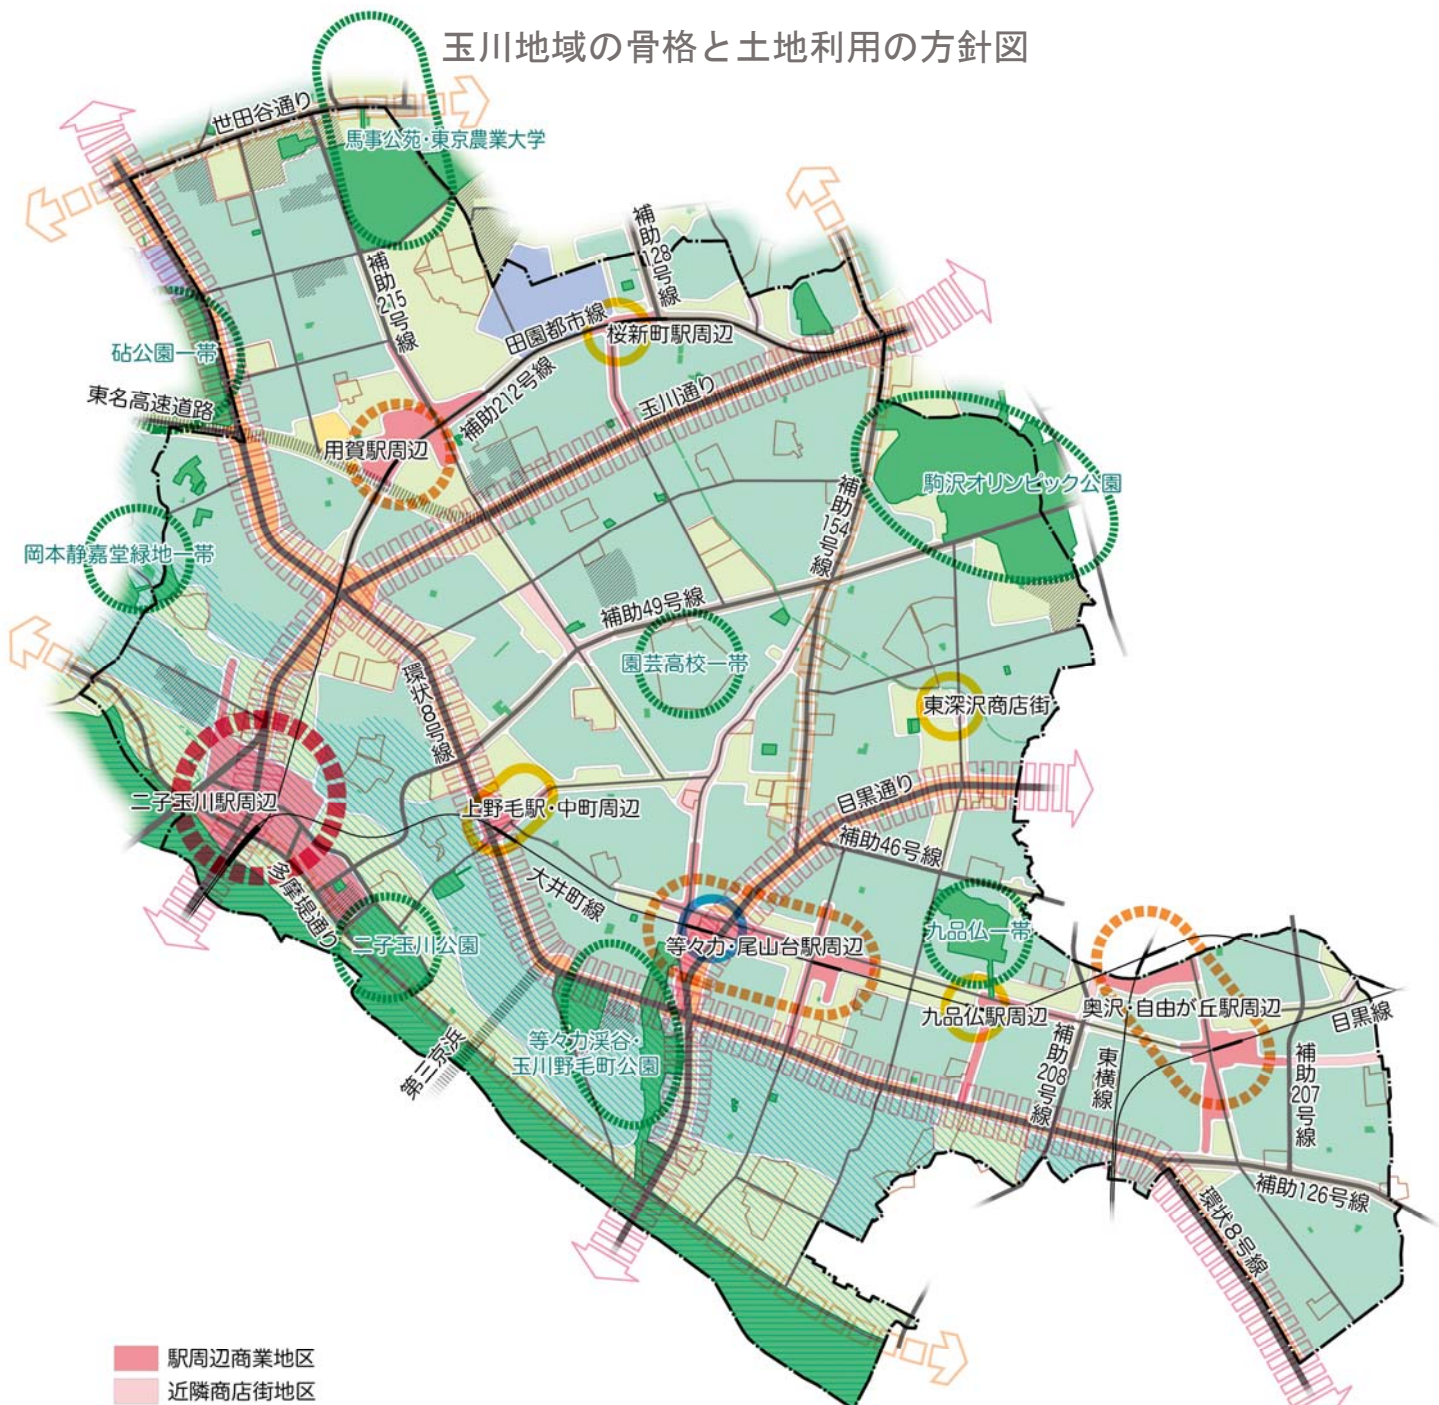 玉川地域の骨格と土地利用の方針図
世田谷通り
馬事公苑・東京農業大学
補助128号線
補助215号線
田園都市線
桜新町駅周辺
砧公園一帯
補助212号線
玉川通り
東名高速道路
用賀駅周辺
駒沢オリンピック公園
補助154号線
岡本静嘉堂緑地一帯
補助49号線
園芸高校一帯
環状8号線
東深沢商店街
二子玉川駅周辺
上野毛駅・中町周辺
目黒通り
補助46号線
大井町線
多摩堤通り
二子玉川公園
等々力・尾山台駅周辺
九品仏一帯
九品仏駅周辺
奥沢・自由が丘駅周辺
目黒線
等々力渓谷・
玉川野毛町公園
第三京浜
補助208号線
東横線
補助207号線
補助126号線
環状8号線
駅周辺商業地区
近隣商店街地区